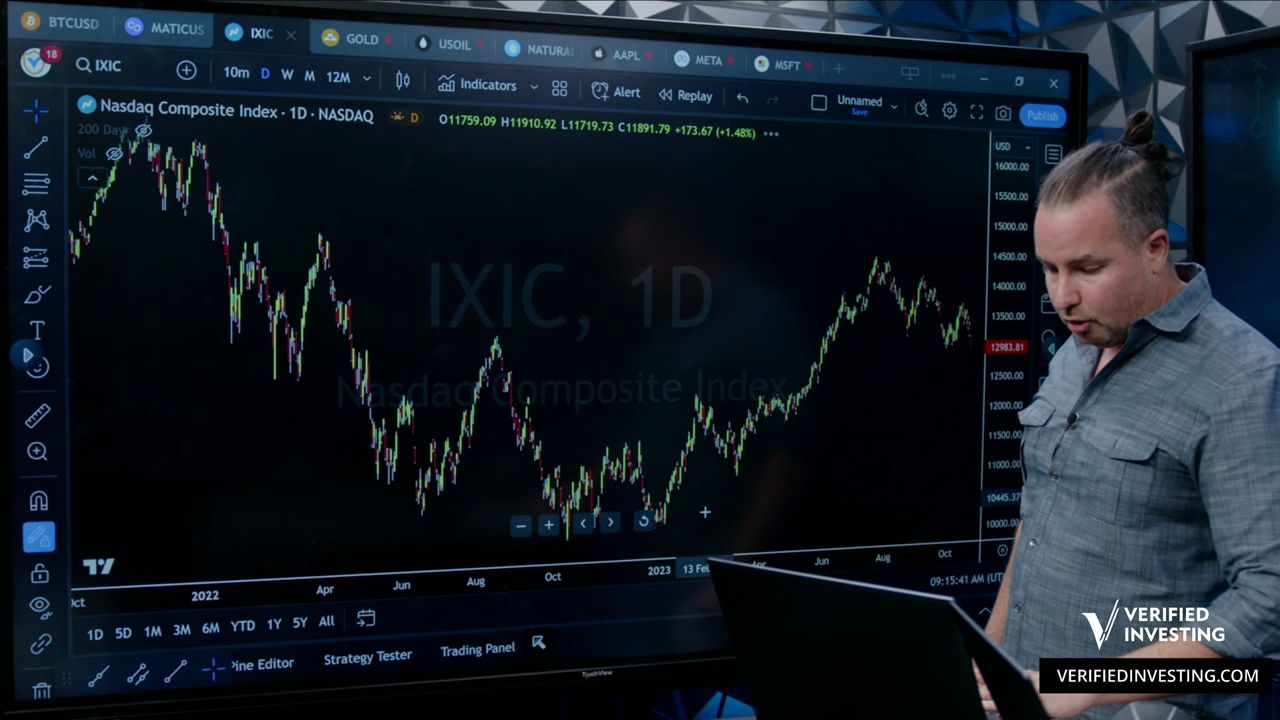 BTCUSD
MATICUS
IXIC
GOLD
USOIL
NATURAL
AAPL
META
MSFT
18
IXIC
10m D W M 12M
Indicators
Alert
Replay
Unnamed
Save
Publish
Nasdaq Composite Index · 1D · NASDAQ
D
O11759.09 H11910.92 L11719.73 C11891.79 +173.67 (+1.48%)
200 Day
Vol
USD
16000.00
15500.00
15000.00
14500.00
14000.00
13500.00
12983.81
12500.00
12000.00
11500.00
11000.00
10445.37
10000.00
IXIC, 1D
Nasdaq Composite Index
Oct
2022
Apr
Jun
Aug
Oct
2023
13 Feb
Apr
Jun
Aug
Oct
09:15:41 AM (UT
1D 5D 1M 3M 6M YTD 1Y 5Y All
Pine Editor
Strategy Tester
Trading Panel
TouchView
VERIFIED
INVESTING
VERIFIEDINVESTING.COM